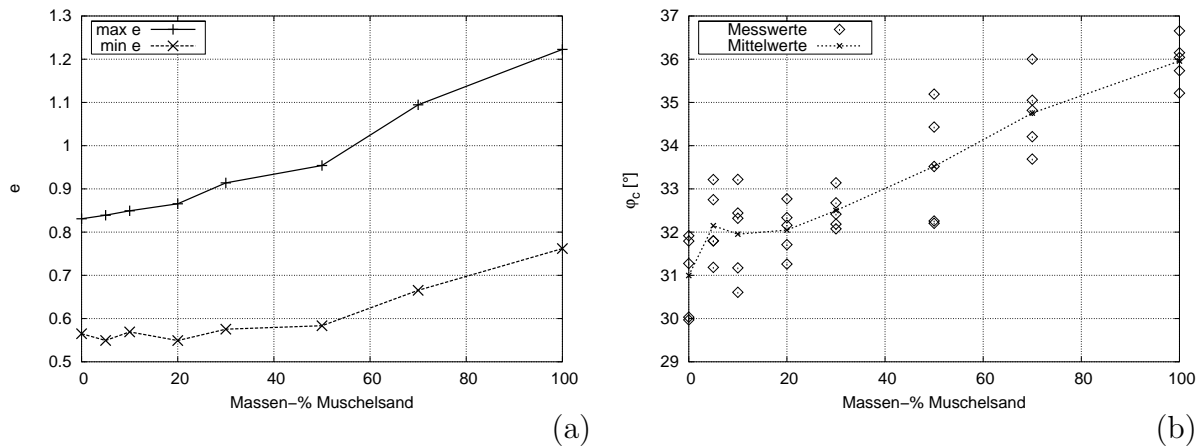 1.3
1.2
1.1
1
0.9
0.8
0.7
0.6
0.5
e
max e
min e
0 20 40 60 80 100
Massen−% Muschelsand
(a)
37
36
35
34
33
32
31
30
29
φc [°]
Messwerte
Mittelwerte
0 20 40 60 80 100
Massen−% Muschelsand
(b)